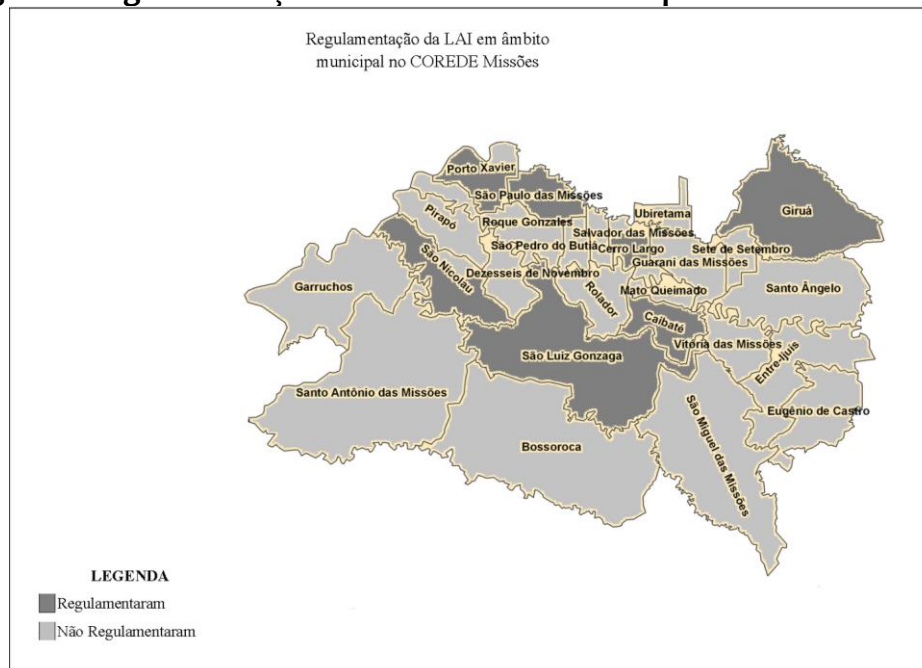 Regulamentação da LAI em âmbito
municipal no COREDE Missões
Porto Xavier
São Paulo das Missões
Giruá
Pirapó
Roque Gonzales
Ubiretama
Salvador das Missões
São Pedro do Butiá
Cerro Largo
Sete de Setembro
Guarani das Missões
São Nicolau
Dezesseis de Novembro
Garruchos
Rolador
Mato Queimado
Santo Ângelo
Caibaté
Vitória das Missões
São Luiz Gonzaga
Entre-Ijuis
Santo Antônio das Missões
Eugênio de Castro
São Miguel das Missões
Bossoroca
LEGENDA
Regulamentaram
Não Regulamentaram